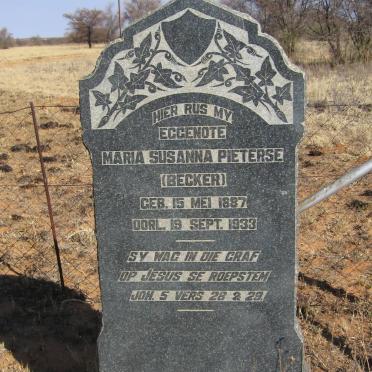 HIER RUS MY
EGGENOTE
MARIA SUSANNA PIETERSE
(BECKER)
GEB. 15 MEI 1887
OORL. 19 SEPT. 1933
SY WAG IN DIE GRAF
OP JESUS SE ROEPSTEM
JOH. 5 VERS 28 & 29.